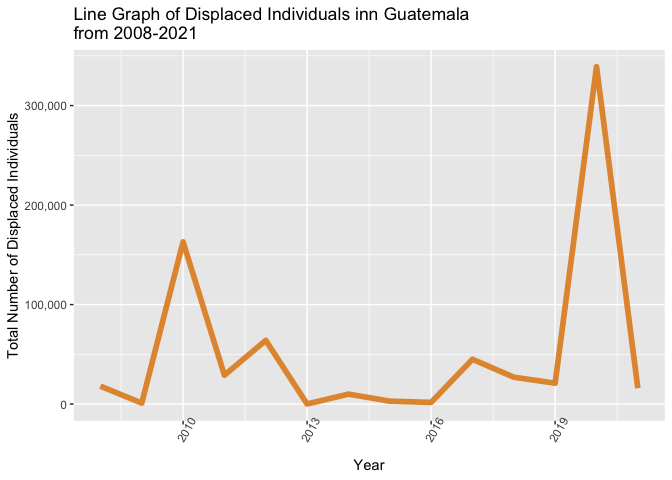 Line Graph of Displaced Individuals inn Guatemala
from 2008-2021
Total Number of Displaced Individuals
300,000
200,000
100,000
0
2010
2013
2016
2019
Year